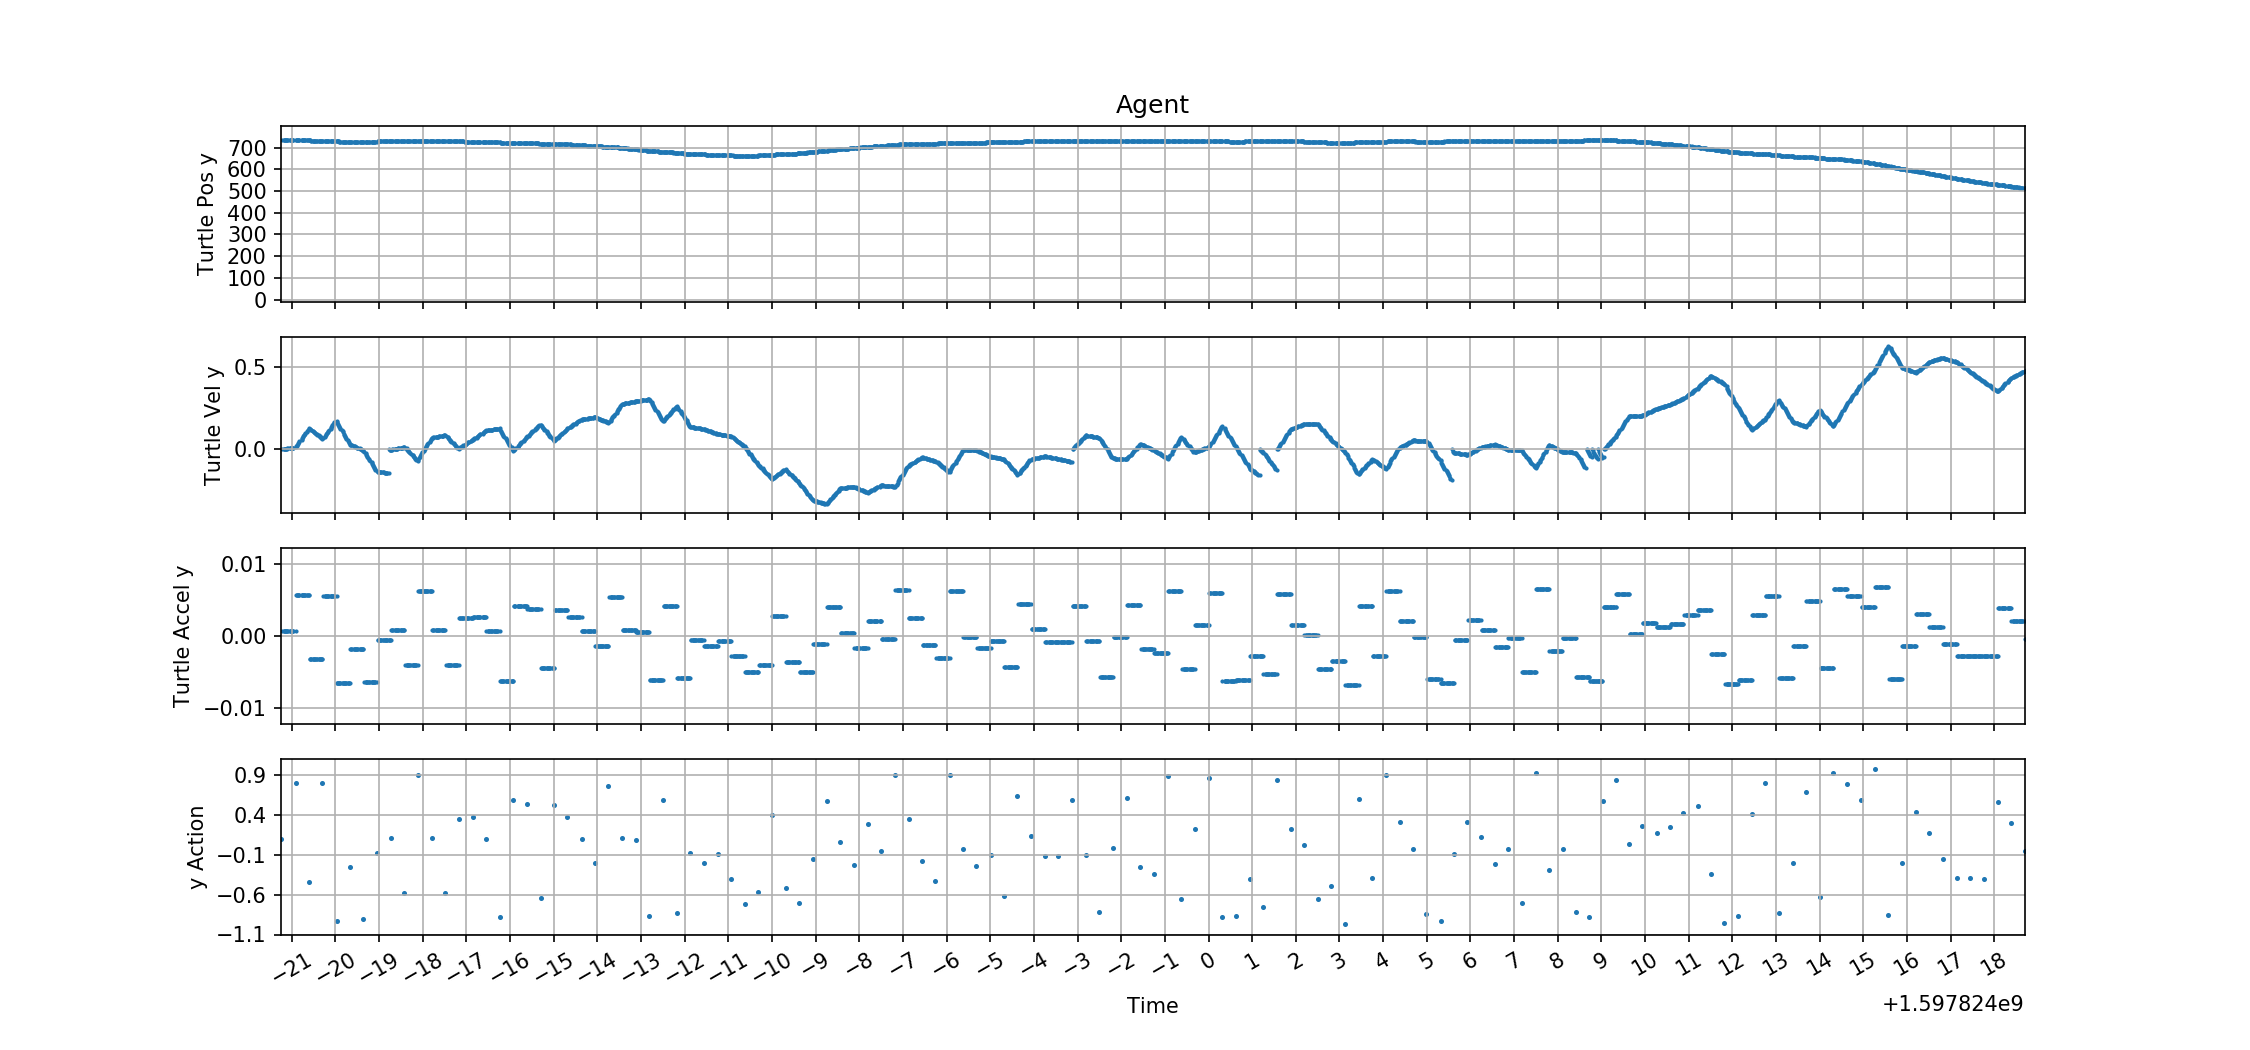 Agent
Turtle Pos y
700
600
500
400
300
200
100
0
Turtle Vel y
0.5
0.0
Turtle Accel y
0.01
0.00
−0.01
y Action
0.9
0.4
−0.1
−0.6
−1.1
−21 −20 −19 −18 −17 −16 −15 −14 −13 −12 −11 −10 −9 −8 −7 −6 −5 −4 −3 −2 −1 0 1 2 3 4 5 6 7 8 9 10 11 12 13 14 15 16 17 18
Time
+1.597824e9